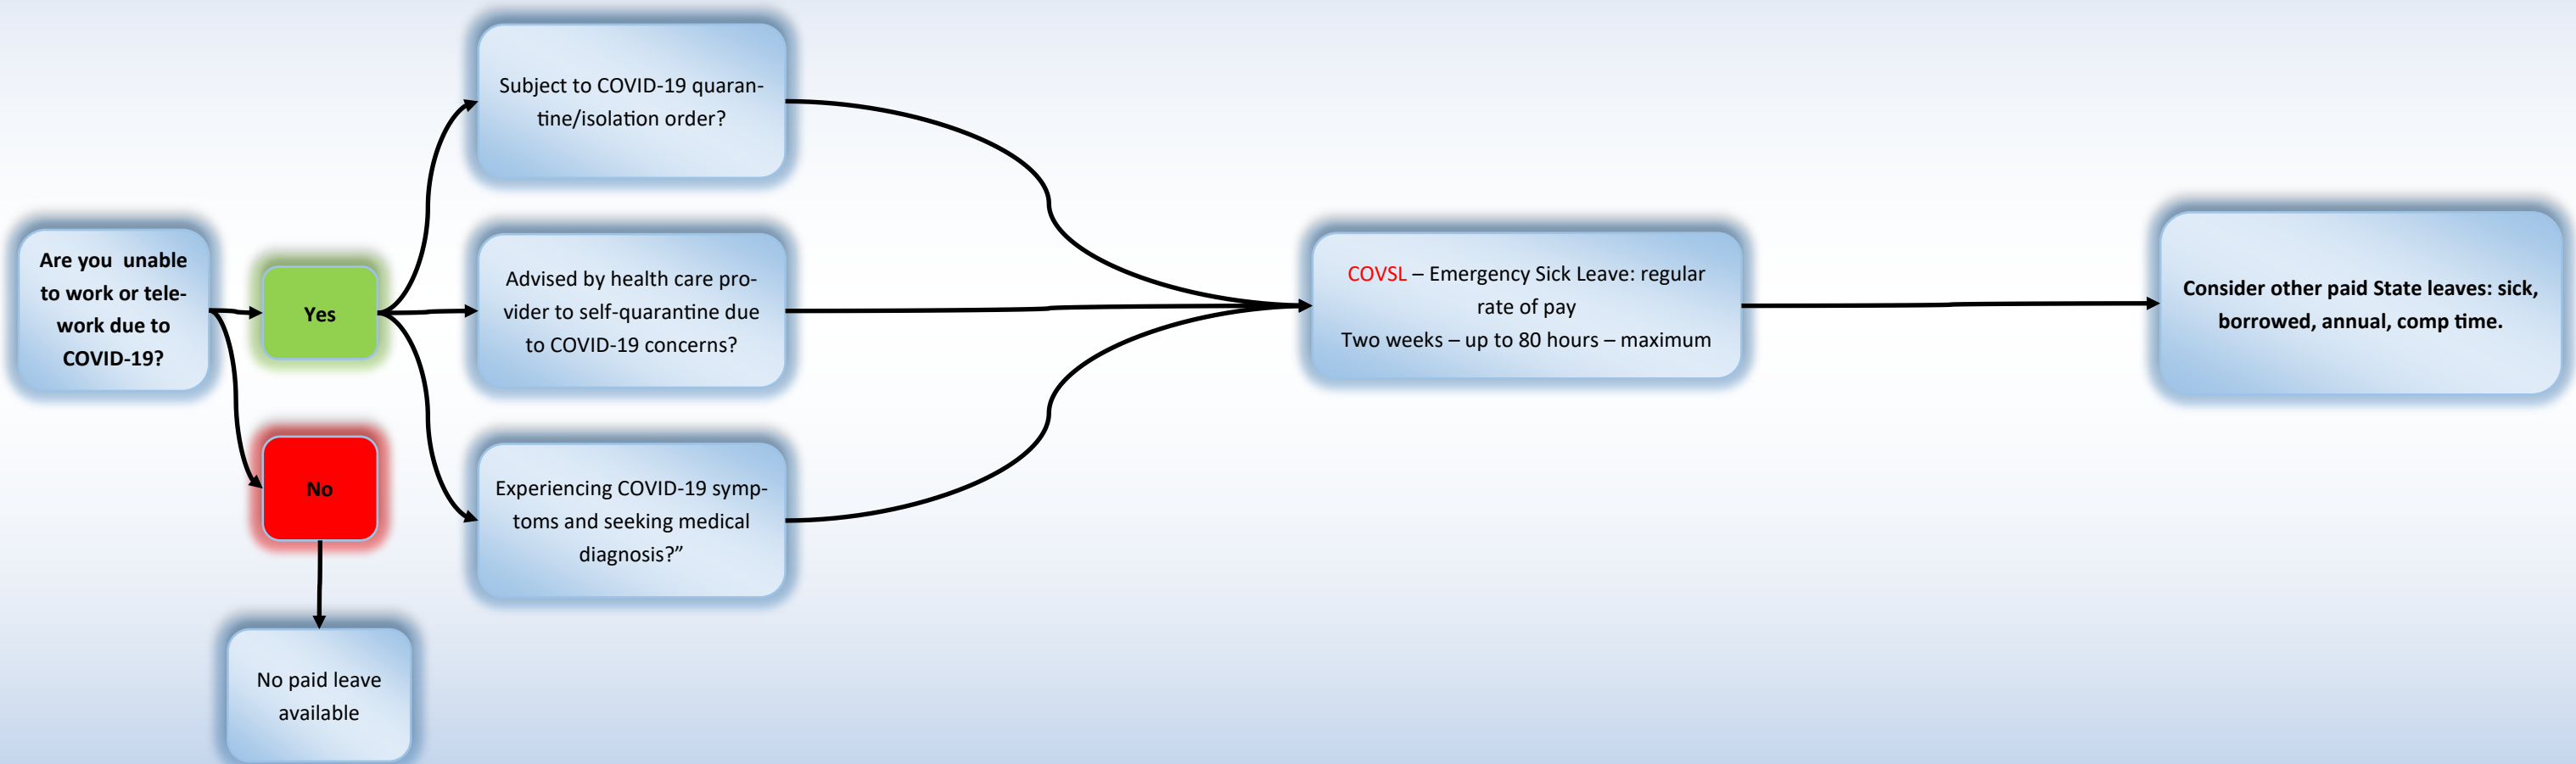 Are you  unable
to work or tele-
work due to
COVID-19?
Yes
No
No paid leave
available
Subject to COVID-19 quaran-
tine/isolation order?
Advised by health care pro-
vider to self-quarantine due
to COVID-19 concerns?
Experiencing COVID-19 symp-
toms and seeking medical
diagnosis?”
COVSL – Emergency Sick Leave: regular
rate of pay
Two weeks – up to 80 hours – maximum
Consider other paid State leaves: sick,
borrowed, annual, comp time.